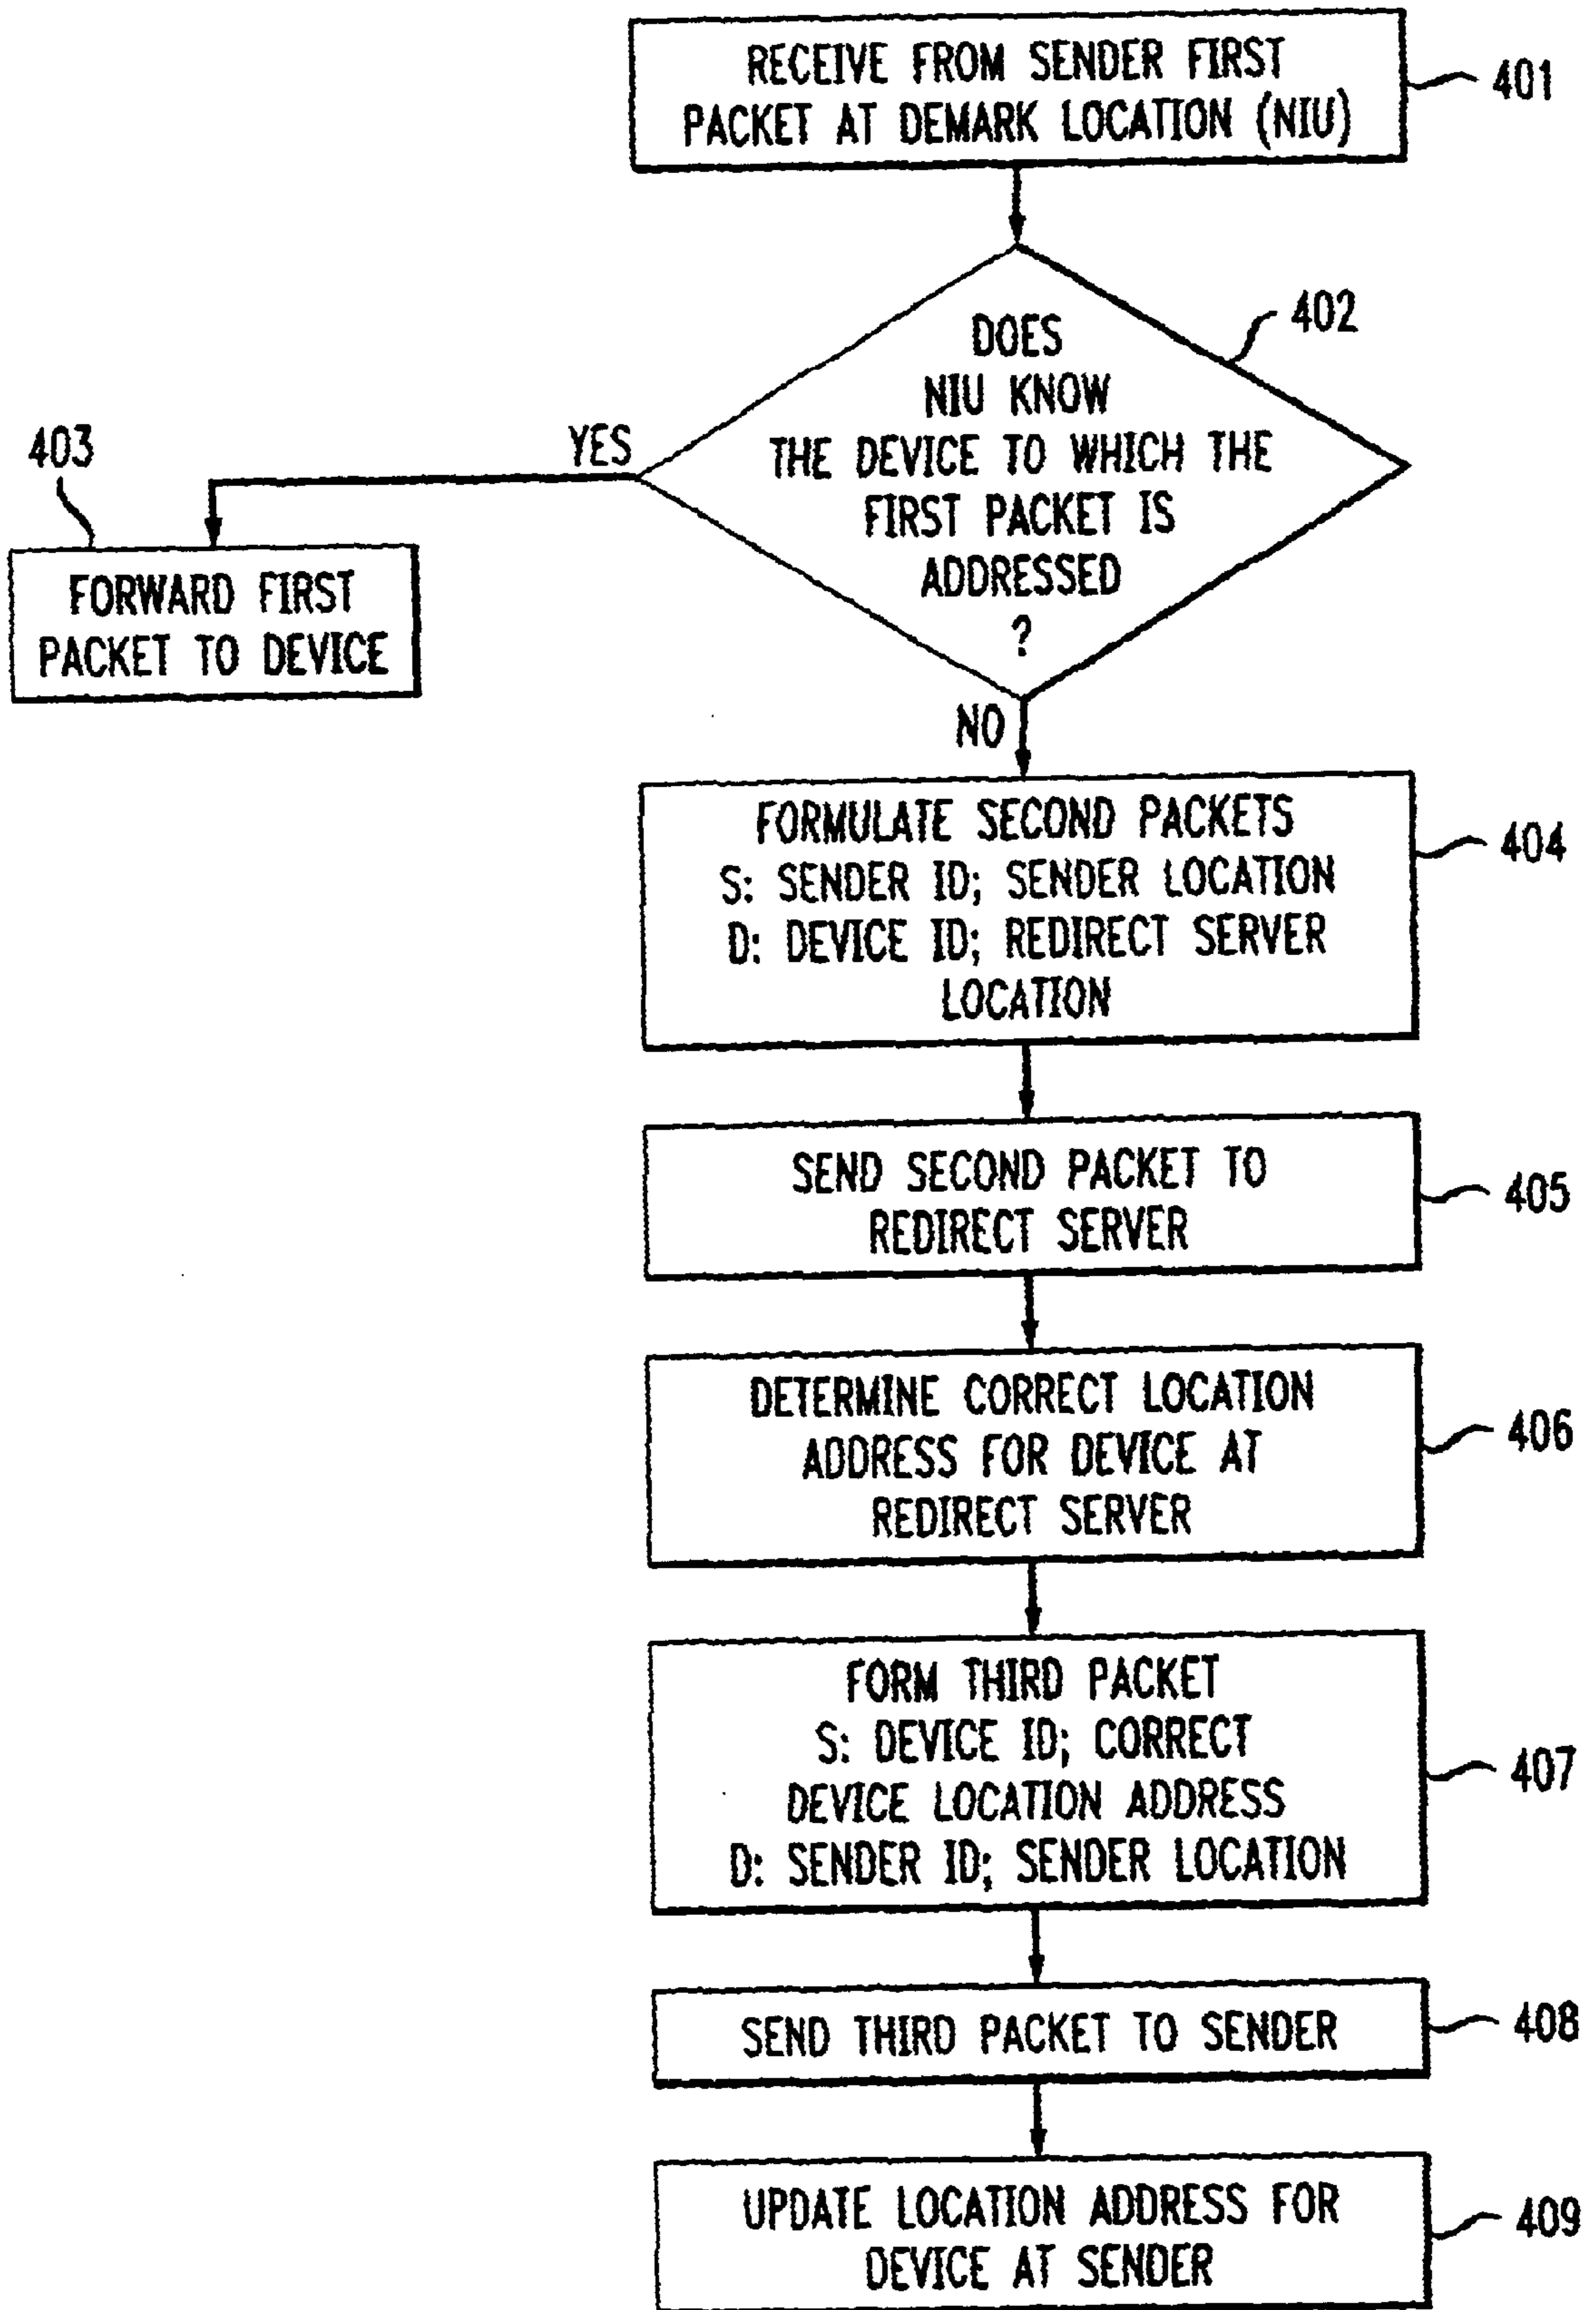 RECEIVE FROM SENDER FIRST
PACKET AT DEMARK LOCATION (NIU)
401
DOES
NIU KNOW
THE DEVICE TO WHICH THE
FIRST PACKET IS
ADDRESSED
?
402
YES
403
FORWARD FIRST
PACKET TO DEVICE
NO
FORMULATE SECOND PACKETS
S: SENDER ID; SENDER LOCATION
D: DEVICE ID; REDIRECT SERVER
LOCATION
404
SEND SECOND PACKET TO
REDIRECT SERVER
405
DETERMINE CORRECT LOCATION
ADDRESS FOR DEVICE AT
REDIRECT SERVER
406
FORM THIRD PACKET
S: DEVICE ID; CORRECT
DEVICE LOCATION ADDRESS
D: SENDER ID; SENDER LOCATION
407
SEND THIRD PACKET TO SENDER
408
UPDATE LOCATION ADDRESS FOR
DEVICE AT SENDER
409